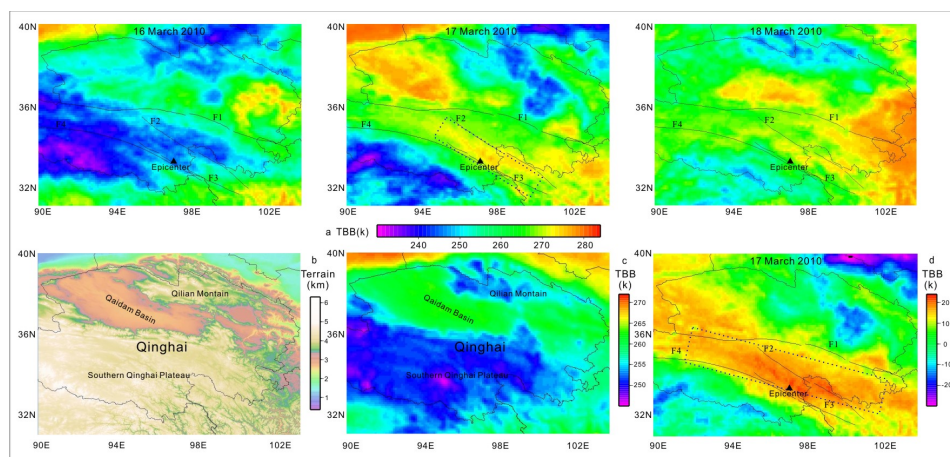 16 March 2010
17 March 2010
18 March 2010
40N
36N
32N
90E 94E 98E 102E
F4
F2
F1
F3
Epicenter
40N
36N
32N
90E 94E 98E 102E
F4
F2
F1
F3
Epicenter
40N
36N
32N
90E 94E 98E 102E
F4
F2
F1
F3
Epicenter
a TBB(k)
240 250 260 270 280
40N
36N
32N
90E 94E 98E 102E
Qaidam Basin
Qilian Montain
Qinghai
Southern Qinghai Plateau
b
Terrain
(km)
6
5
4
3
2
1
40N
36N
32N
90E 94E 98E 102E
Qaidam Basin
Qilian Montain
Qinghai
Southern Qinghai Plateau
c
TBB
(k)
270
265
260
255
250
17 March 2010
40N
36N
32N
90E 94E 98E 102E
F4
F2
F1
F3
Epicenter
d
TBB
(k)
20
10
0
-10
-20